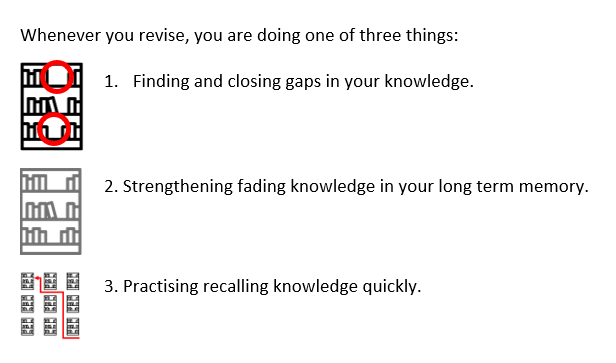 Whenever you revise, you are doing one of three things:
1. Finding and closing gaps in your knowledge.
2. Strengthening fading knowledge in your long term memory.
3. Practising recalling knowledge quickly.